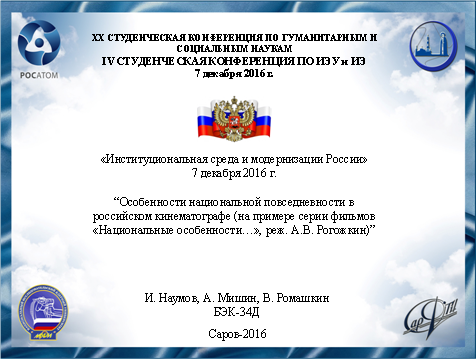 XX СТУДЕНЧЕСКАЯ КОНФЕРЕНЦИЯ ПО ГУМАНИТАРНЫМ И
СОЦИАЛЬНЫМ НАУКАМ
IV СТУДЕНЧЕСКАЯ КОНФЕРЕНЦИЯ ПО ИЭУ и ИЭ
7 декабря 2016 г.
РОСАТОМ
«Институциональная среда и модернизации России»
7 декабря 2016 г.
“Особенности национальной повседневности в
российском кинематографе (на примере серии фильмов
«Национальные особенности…», реж. А.В. Рогожкин)”
И. Наумов, А. Мишин, В. Ромашкин
БЭК-34Д
Саров-2016